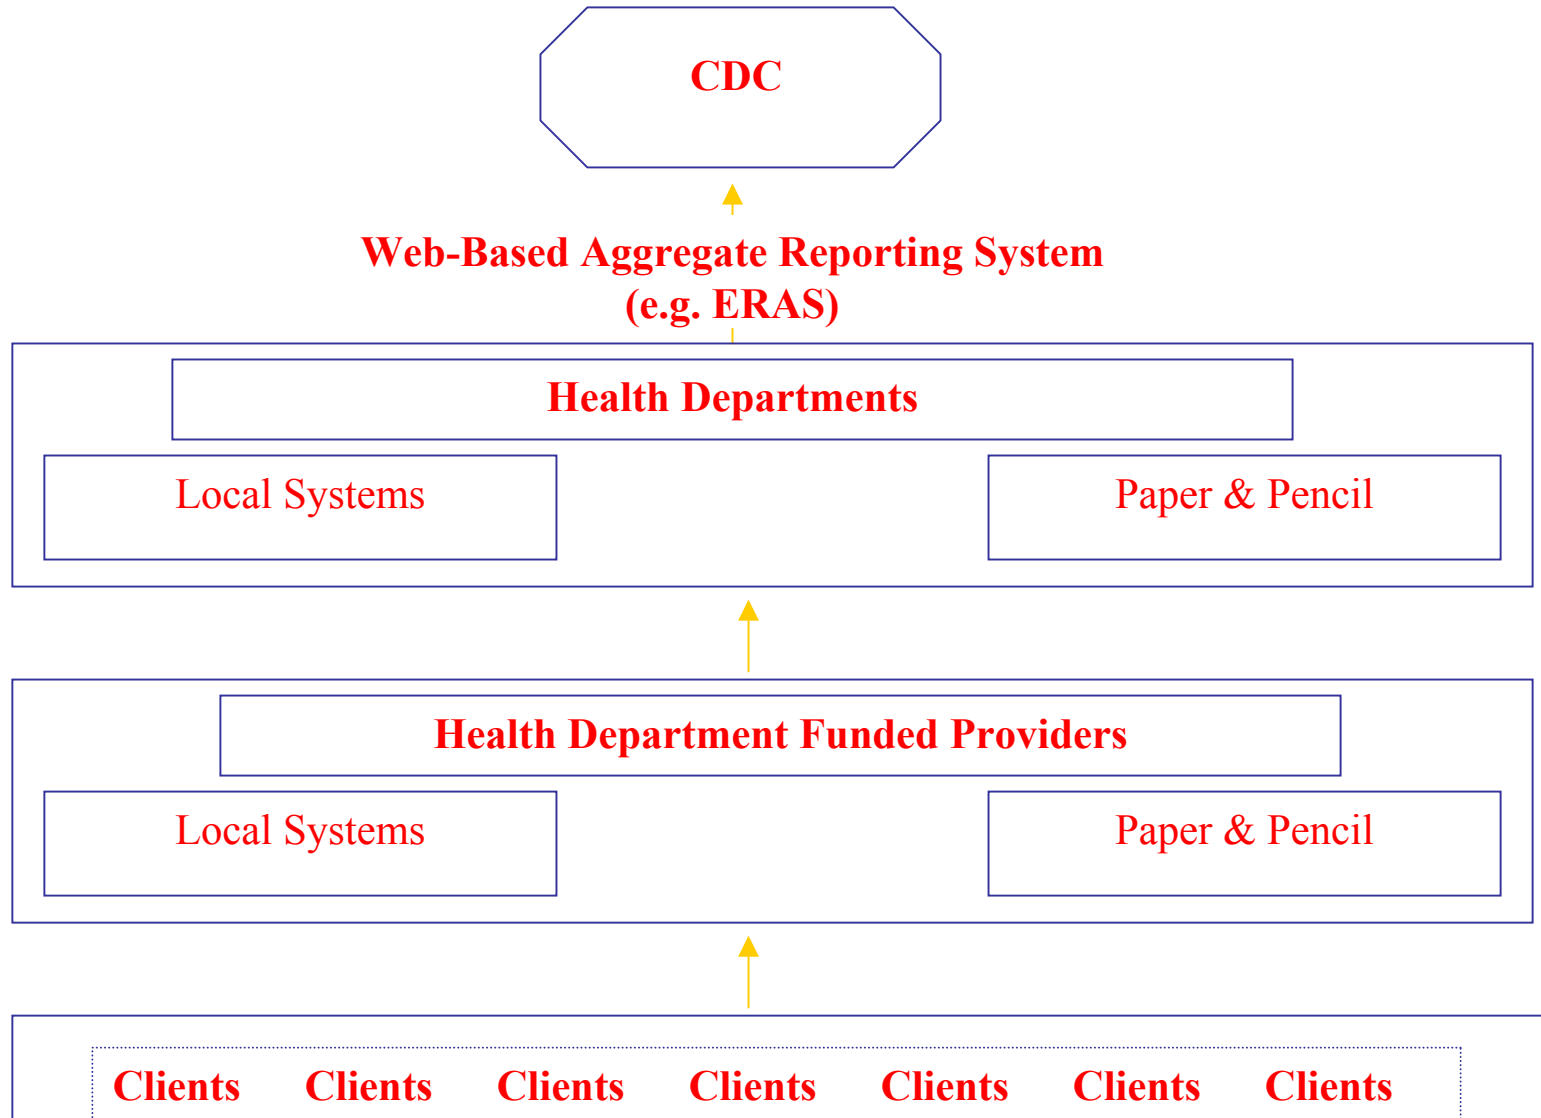 CDC
Web-Based Aggregate Reporting System
(e.g. ERAS)
Health Departments
Local Systems
Paper & Pencil
Health Department Funded Providers
Local Systems
Paper & Pencil
Clients Clients Clients Clients Clients Clients Clients